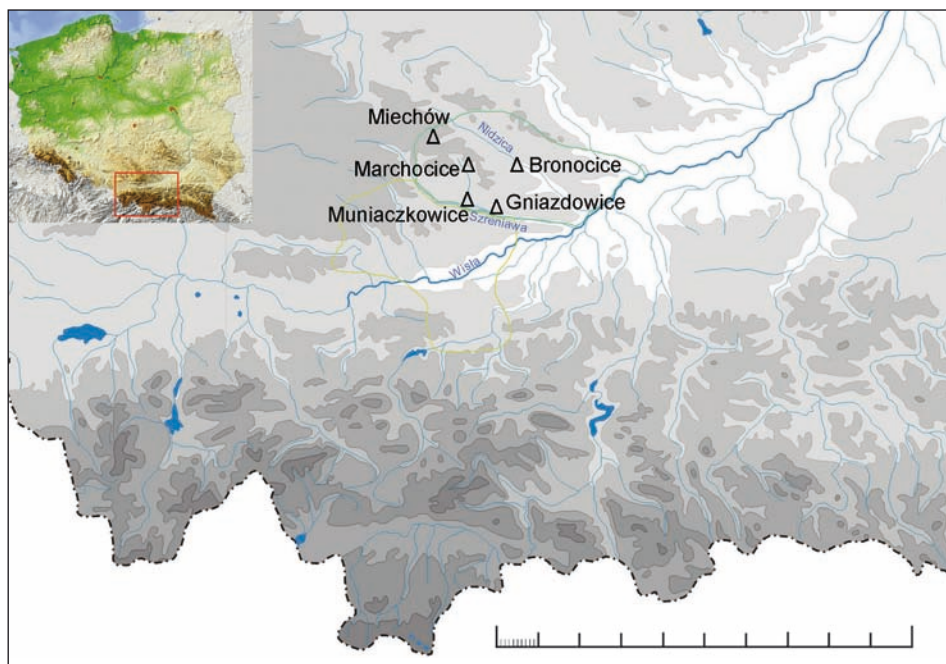 Miechów
Nidzica
Marchocice
Bronocice
Muniaczkowice
Gniazdowice
Szreniawa
Wisła